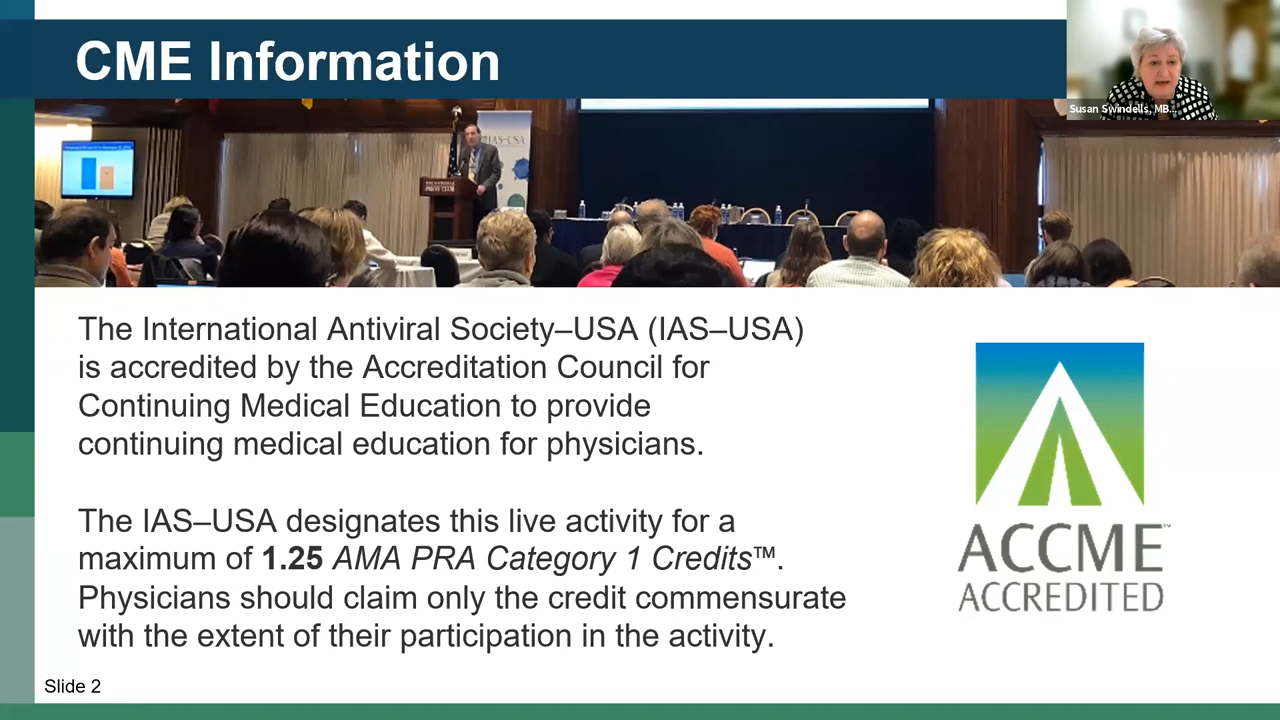 CME Information
Susan Swindells, MB...
IAS–USA
The International Antiviral Society–USA (IAS–USA)
is accredited by the Accreditation Council for
Continuing Medical Education to provide
continuing medical education for physicians.
The IAS–USA designates this live activity for a
maximum of 1.25 AMA PRA Category 1 Credits™.
Physicians should claim only the credit commensurate
with the extent of their participation in the activity.
ACCME™
ACCREDITED
Slide 2